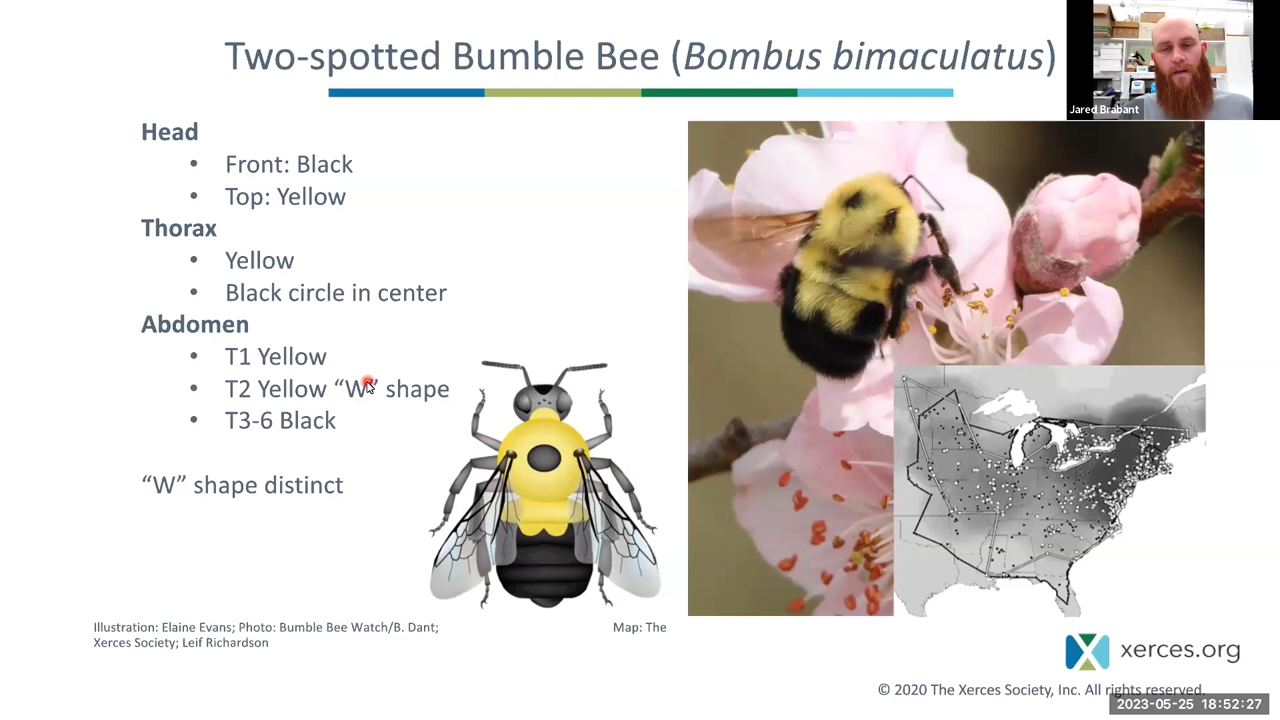 Two-spotted Bumble Bee (Bombus bimaculatus)
Jared Brabant
Head
• Front: Black
• Top: Yellow
Thorax
• Yellow
• Black circle in center
Abdomen
• T1 Yellow
• T2 Yellow “W” shape
• T3-6 Black
“W” shape distinct
Illustration: Elaine Evans; Photo: Bumble Bee Watch/B. Dant; Map: The
Xerces Society; Leif Richardson
xerces.org
© 2020 The Xerces Society, Inc. All rights reserved.
2023-05-25 18:52:27